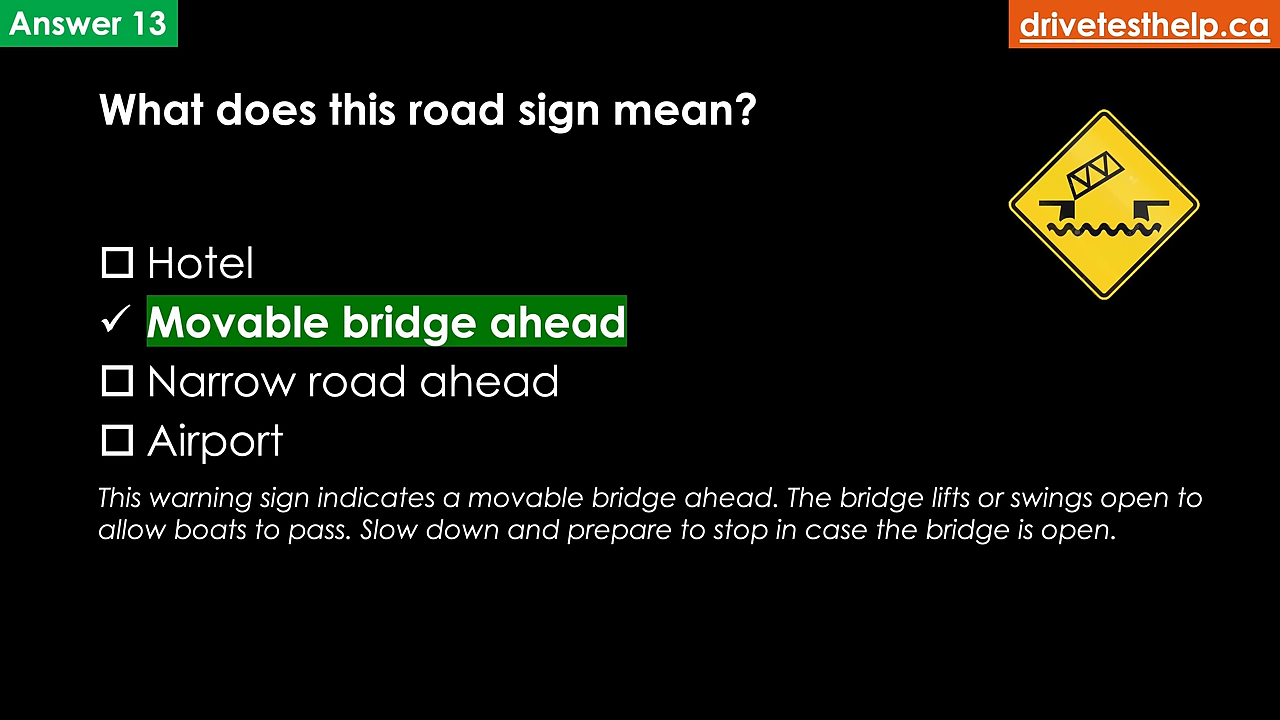 Answer 13
drivetesthelp.ca
What does this road sign mean?
Hotel
Movable bridge ahead
Narrow road ahead
Airport
This warning sign indicates a movable bridge ahead. The bridge lifts or swings open to
allow boats to pass. Slow down and prepare to stop in case the bridge is open.